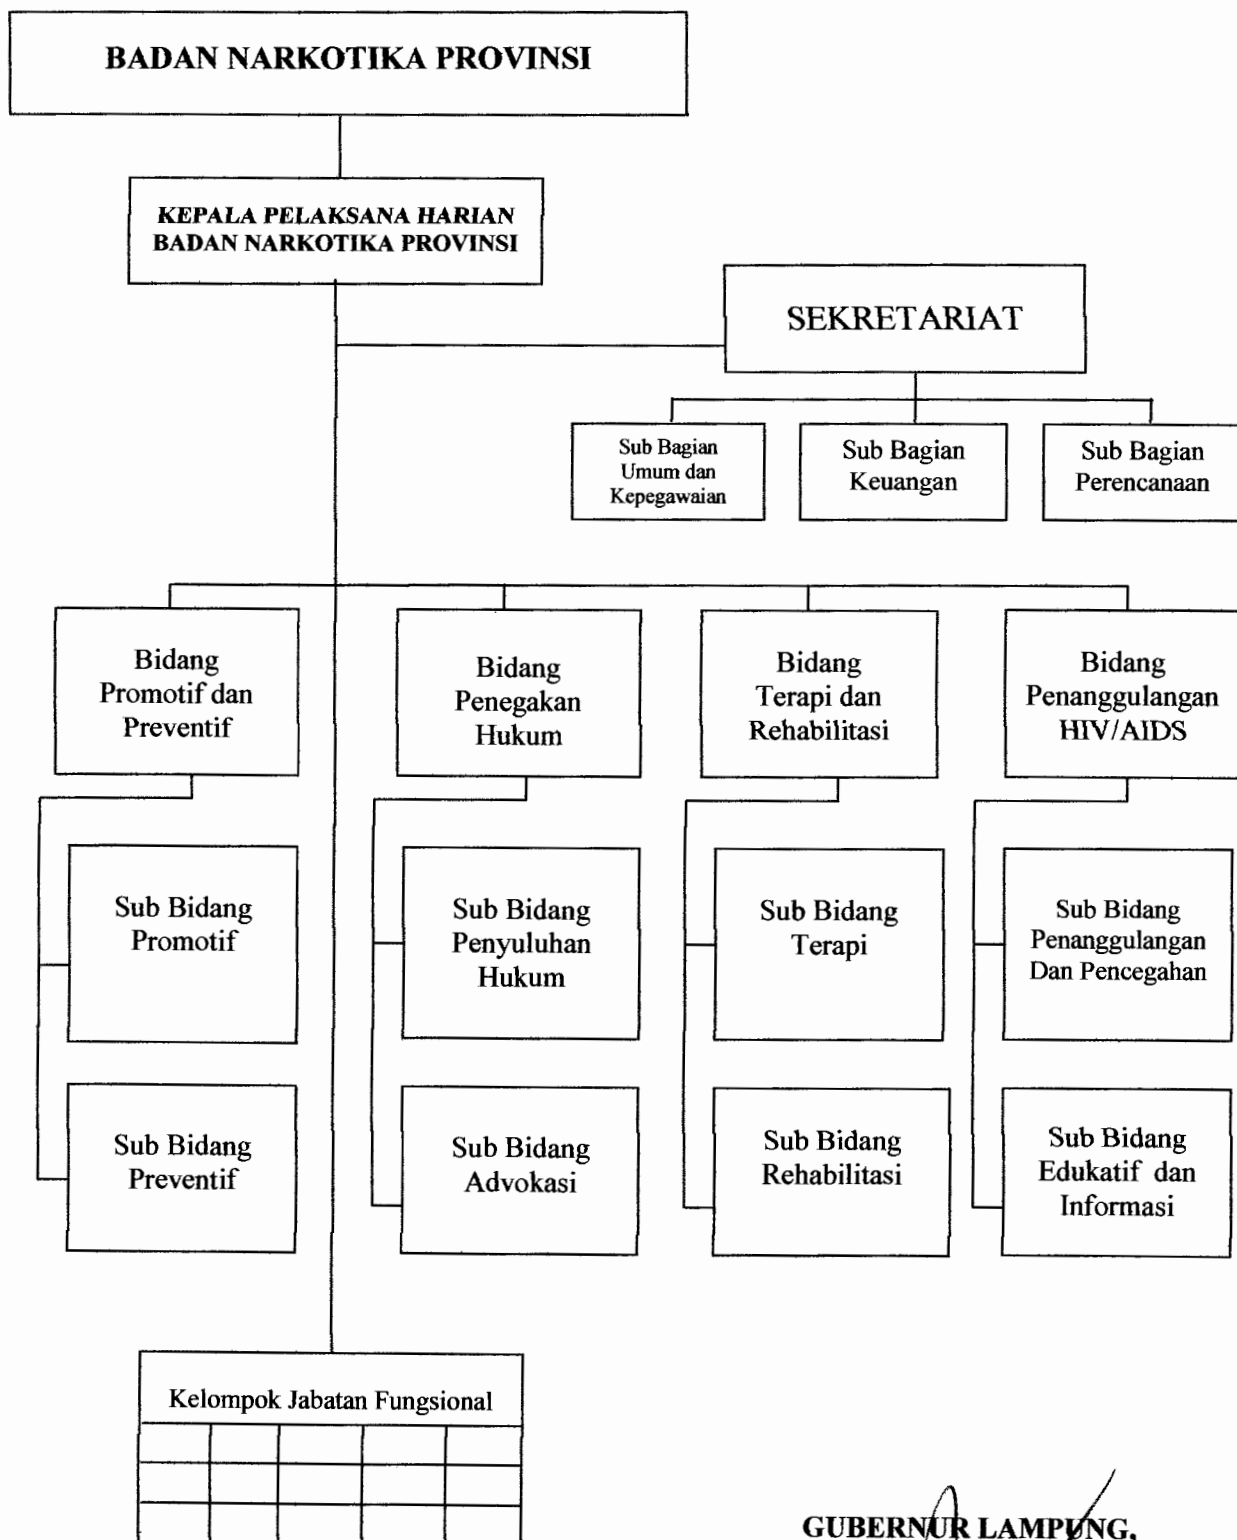 BADAN NARKOTIKA PROVINSI
KEPALA PELAKSANA HARIAN
BADAN NARKOTIKA PROVINSI
SEKRETARIAT
Sub Bagian
Umum dan
Kepegawaian
Sub Bagian
Keuangan
Sub Bagian
Perencanaan
Bidang
Promotif dan
Preventif
Bidang
Penegakan
Hukum
Bidang
Terapi dan
Rehabilitasi
Bidang
Penanggulangan
HIV/AIDS
Sub Bidang
Promotif
Sub Bidang
Penyuluhan
Hukum
Sub Bidang
Terapi
Sub Bidang
Penanggulangan
Dan Pencegahan
Sub Bidang
Preventif
Sub Bidang
Advokasi
Sub Bidang
Rehabilitasi
Sub Bidang
Edukatif dan
Informasi
Kelompok Jabatan Fungsional
GUBERNUR LAMPUNG,